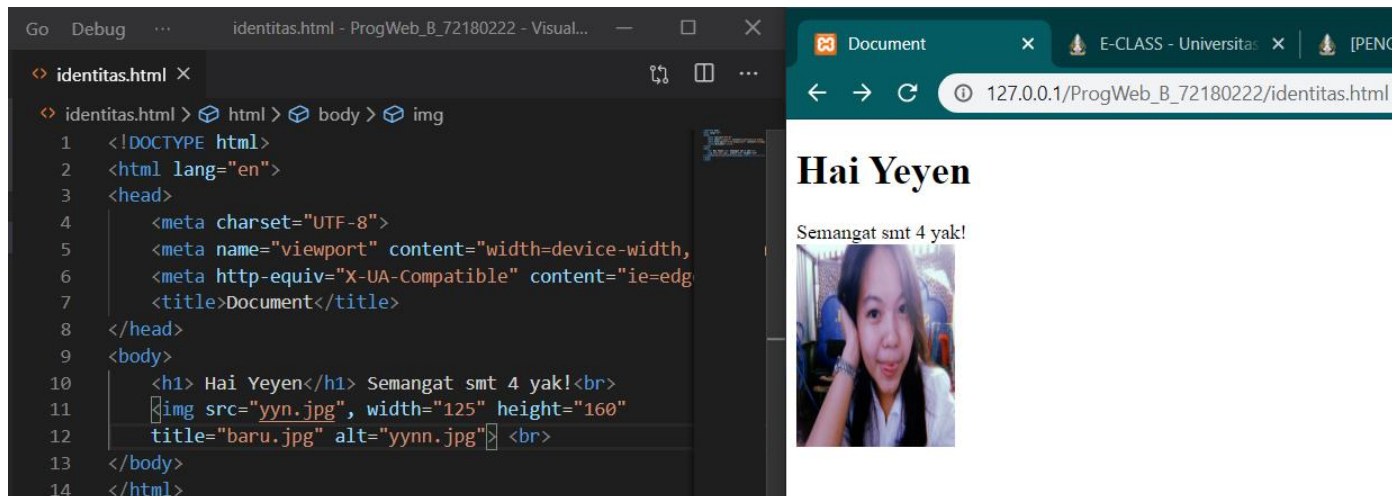 Go Debug ··· identitas.html - ProgWeb_B_72180222 - Visual...
identitas.html
identitas.html > html > body > img
1 <!DOCTYPE html>
2 <html lang="en">
3 <head>
4 <meta charset="UTF-8">
5 <meta name="viewport" content="width=device-width,
6 <meta http-equiv="X-UA-Compatible" content="ie=edg
7 <title>Document</title>
8 </head>
9 <body>
10 <h1> Hai Yeyen</h1> Semangat smt 4 yak!<br>
11 <img src="yyn.jpg", width="125" height="160"
12 title="baru.jpg" alt="yynn.jpg"> <br>
13 </body>
14 </html>
Document E-CLASS - Universitas [PENG
127.0.0.1/ProgWeb_B_72180222/identitas.html
Hai Yeyen
Semangat smt 4 yak!